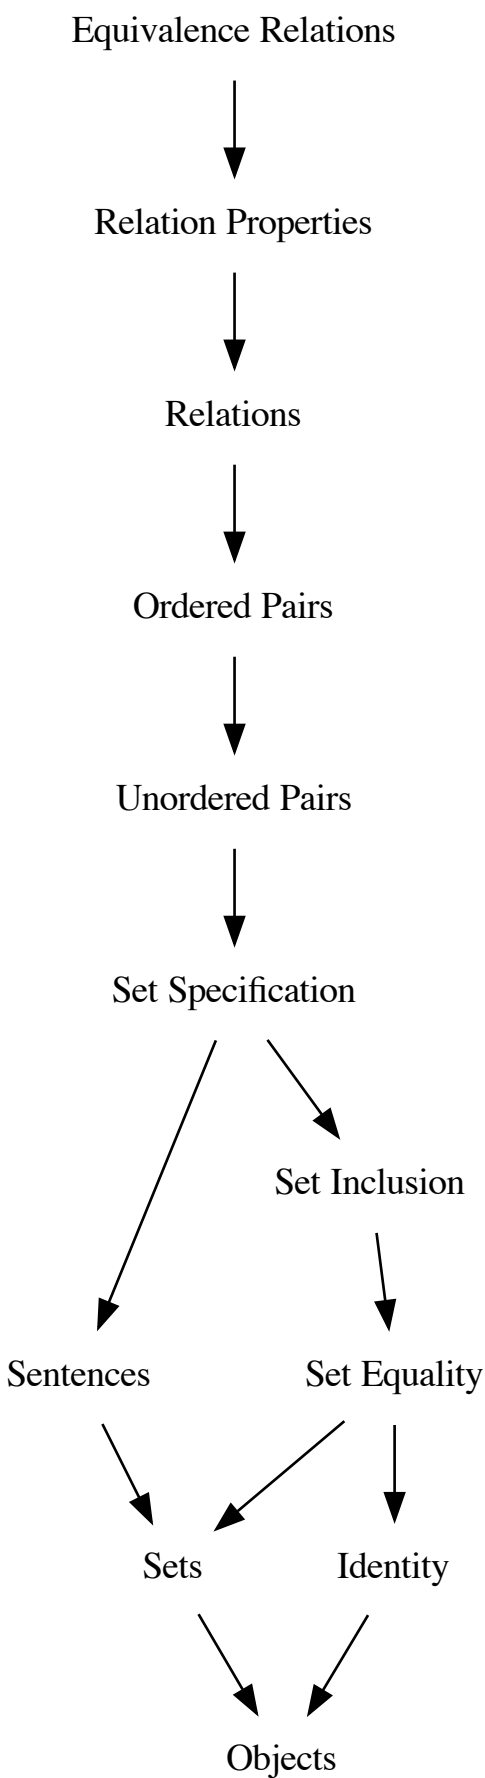 Equivalence Relations
Relation Properties
Relations
Ordered Pairs
Unordered Pairs
Set Specification
Set Inclusion
Sentences
Set Equality
Sets
Identity
Objects